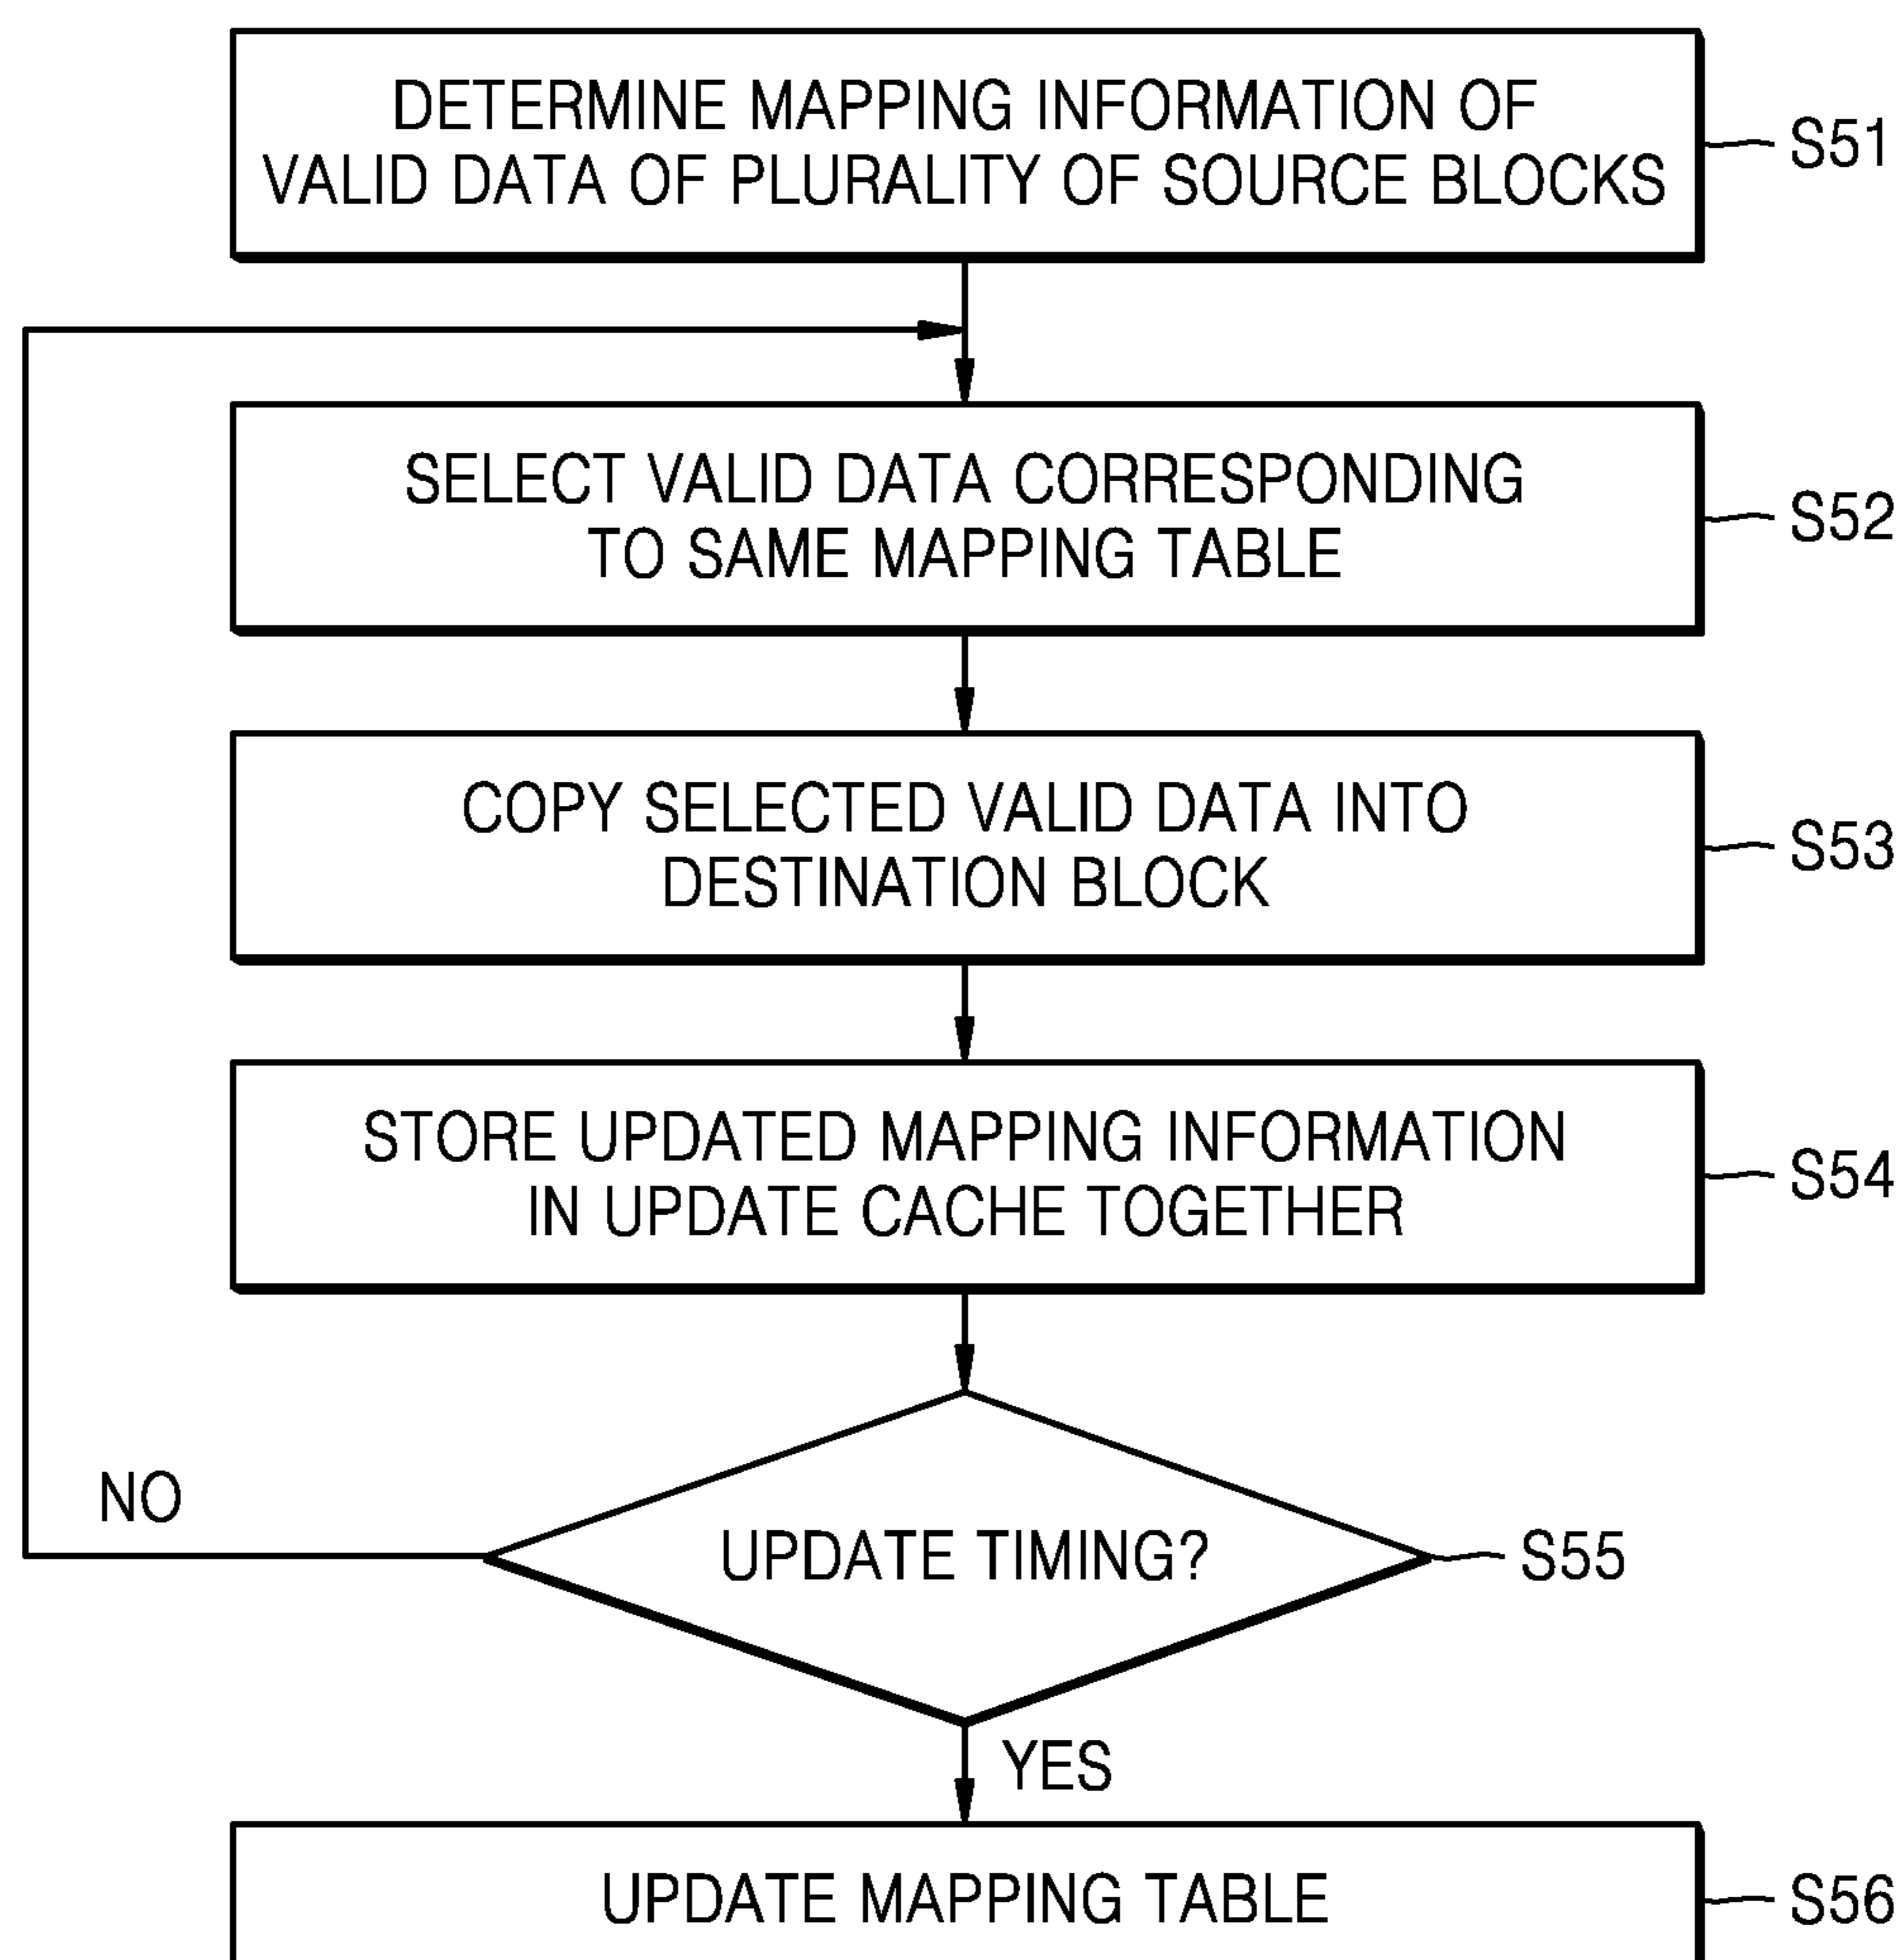 DETERMINE MAPPING INFORMATION OF
VALID DATA OF PLURALITY OF SOURCE BLOCKS
S51
SELECT VALID DATA CORRESPONDING
TO SAME MAPPING TABLE
S52
COPY SELECTED VALID DATA INTO
DESTINATION BLOCK
S53
STORE UPDATED MAPPING INFORMATION
IN UPDATE CACHE TOGETHER
S54
NO
UPDATE TIMING?
S55
YES
UPDATE MAPPING TABLE
S56